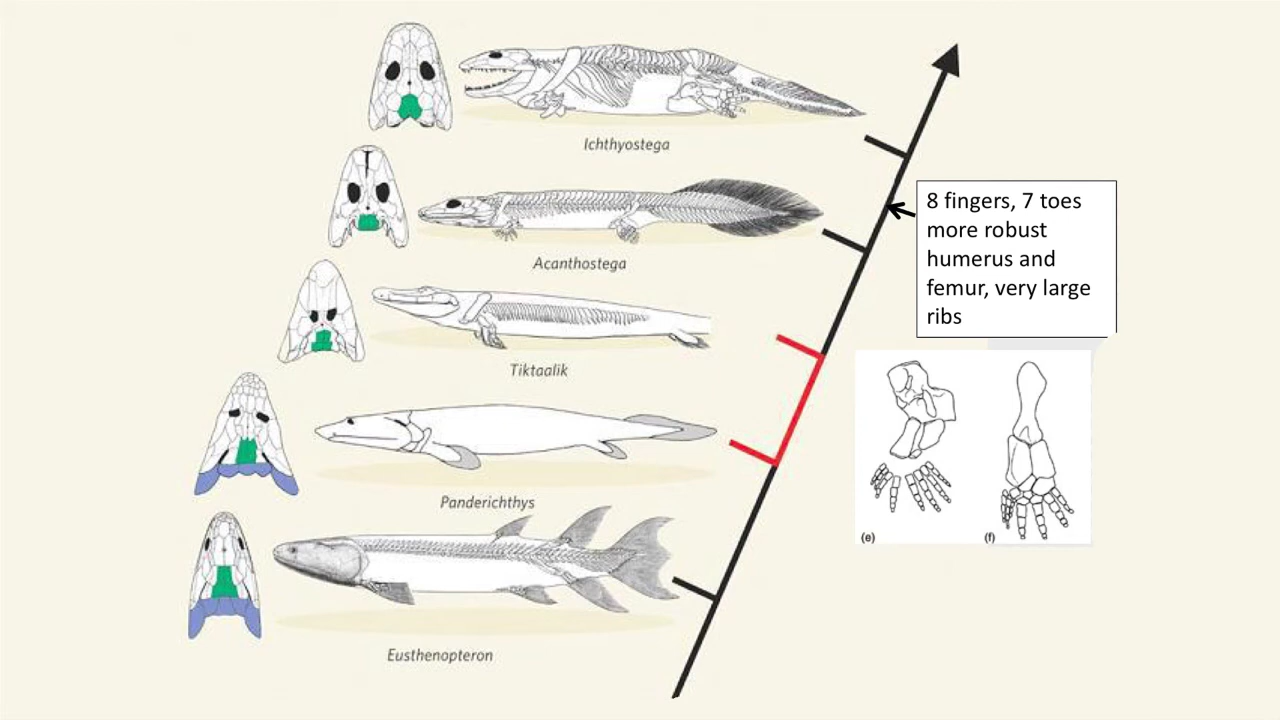 Ichthyostega
8 fingers, 7 toes
more robust
humerus and
femur, very large
ribs
Acanthostega
Tiktaalik
Panderichthys
(e)
(f)
Eusthenopteron